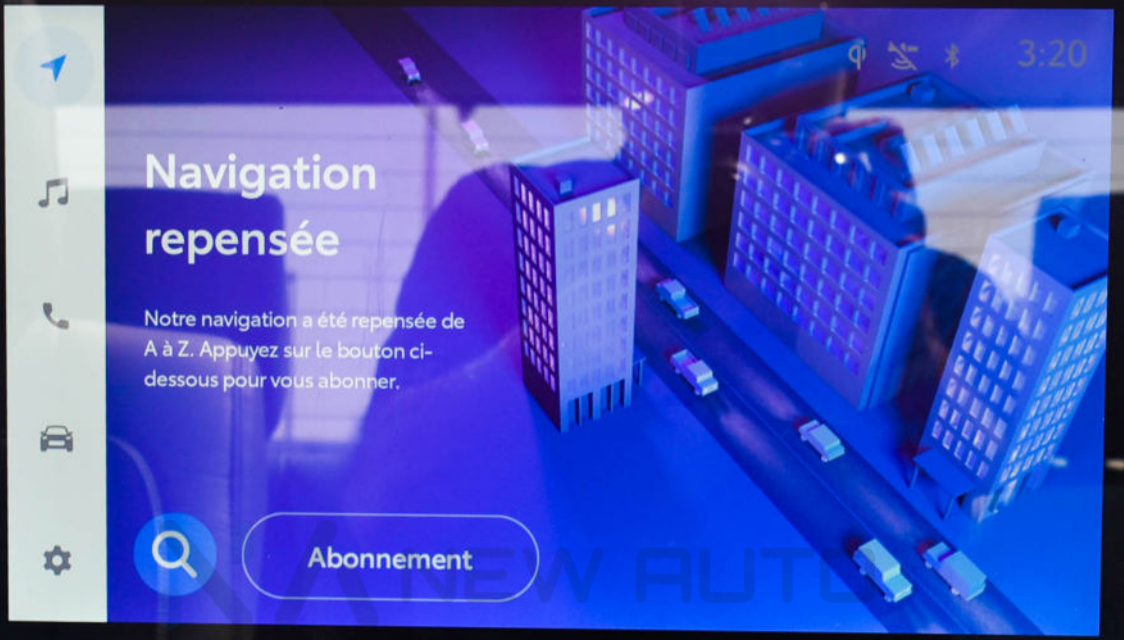 3:20
Navigation
repensée
Notre navigation a été repensée de
A à Z. Appuyez sur le bouton ci-
dessous pour vous abonner.
Abonnement
NEW AUTO